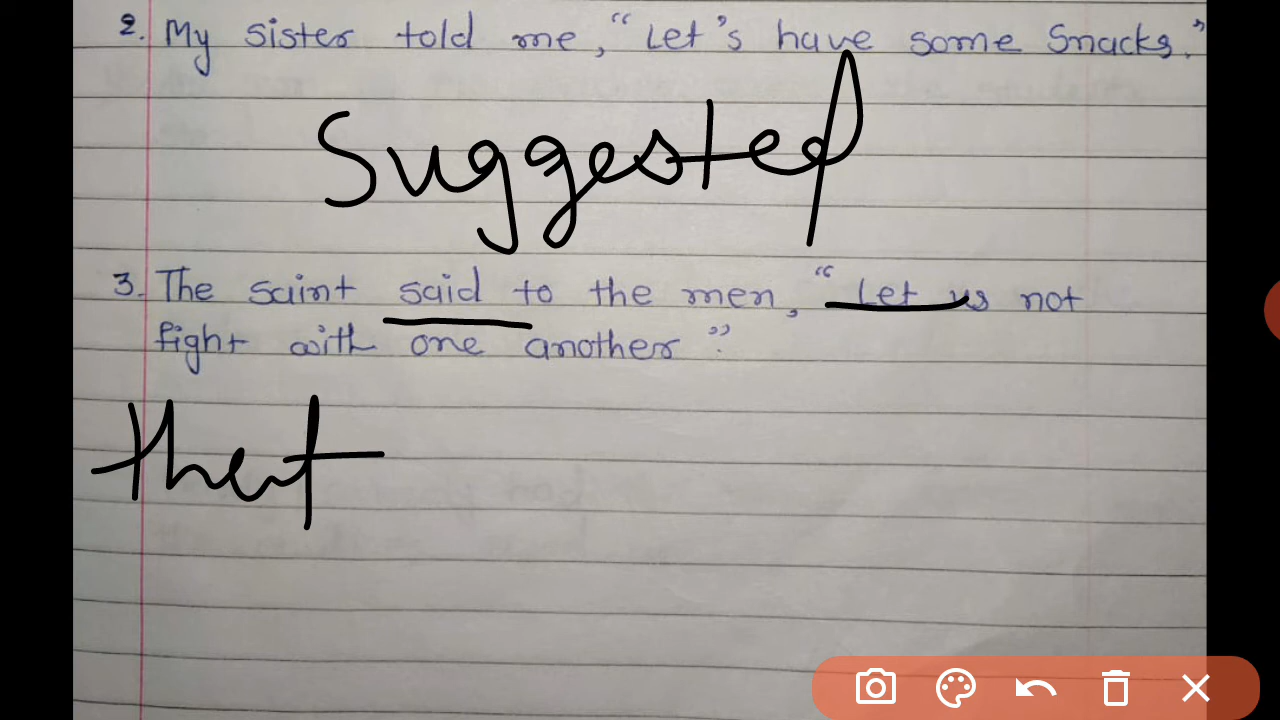 2. My sister told me, "Let's have some Smacks."
Suggested
3. The saint said to the men, "Let us not
fight with one another".
that